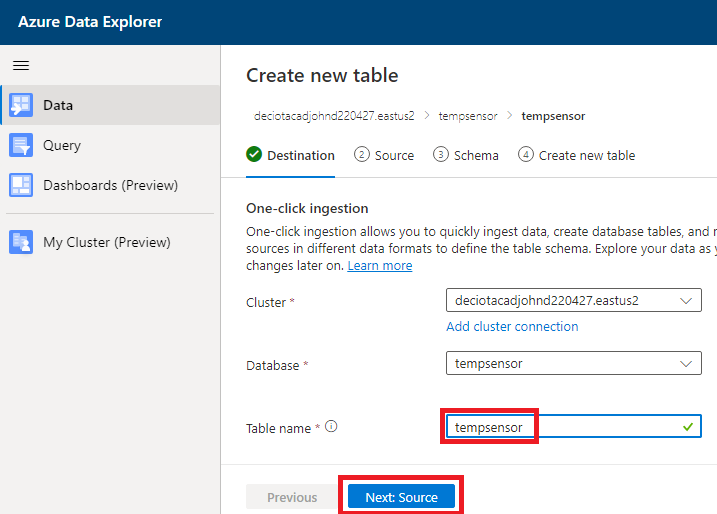 Azure Data Explorer
Data
Query
Dashboards (Preview)
My Cluster (Preview)
Create new table
deciotacadjohnd220427.eastus2 > tempsensor > tempsensor
Destination 2 Source 3 Schema 4 Create new table
One-click ingestion
One-click ingestion allows you to quickly ingest data, create database tables, and
sources in different data formats to define the table schema. Explore your data as
changes later on. Learn more
Cluster * deciotacadjohnd220427.eastus2
Add cluster connection
Database * tempsensor
Table name * tempsensor
Previous Next: Source